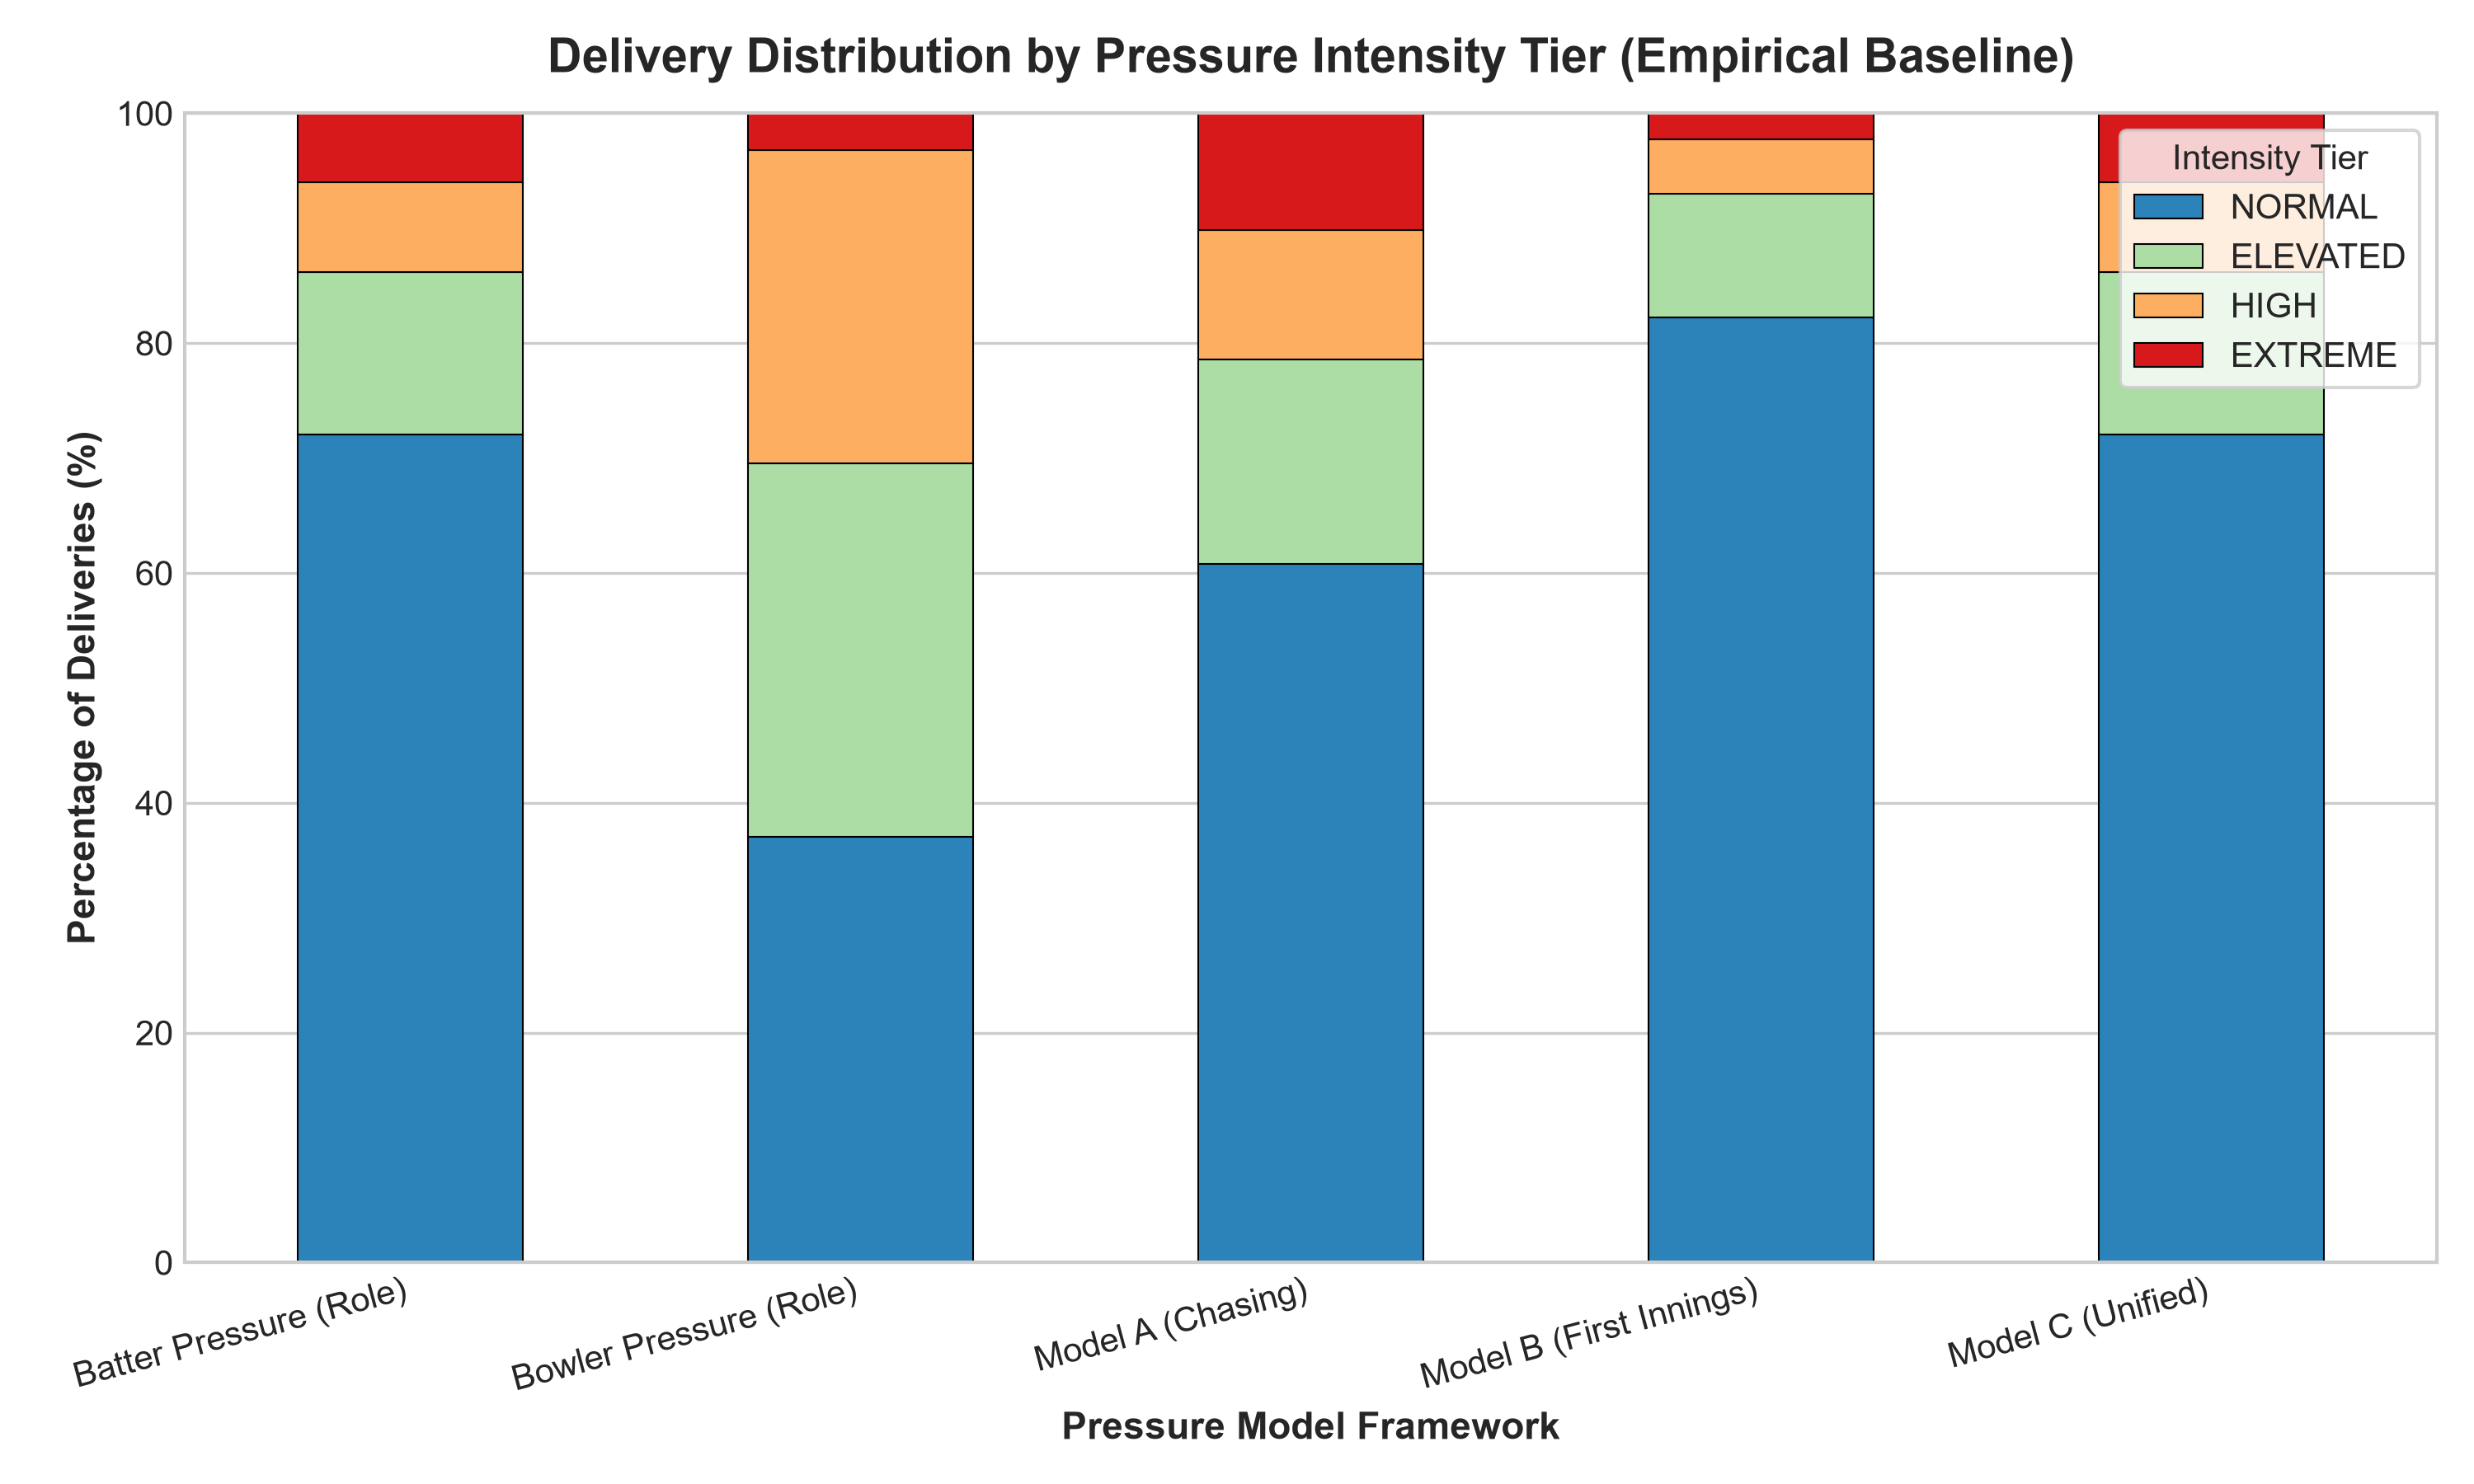 Delivery Distribution by Pressure Intensity Tier (Empirical Baseline)
Percentage of Deliveries (%)
100
80
60
40
20
0
Intensity Tier
NORMAL
ELEVATED
HIGH
EXTREME
Batter Pressure (Role)
Bowler Pressure (Role)
Model A (Chasing)
Model B (First Innings)
Model C (Unified)
Pressure Model Framework